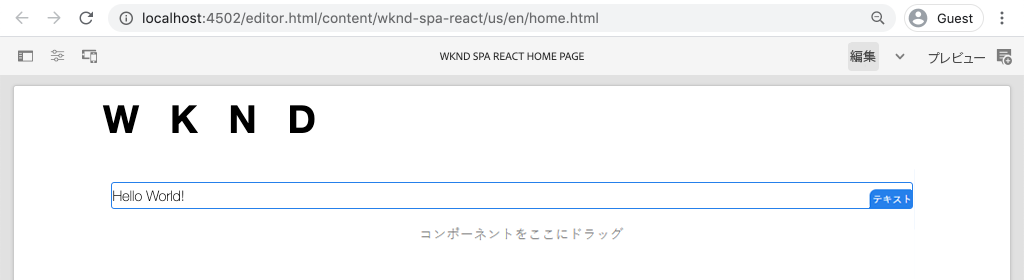 localhost:4502/editor.html/content/wknd-spa-react/us/en/home.html
Guest
WKND SPA REACT HOME PAGE
編集
プレビュー
W K N D
Hello World!
テキスト
コンポーネントをここにドラッグ